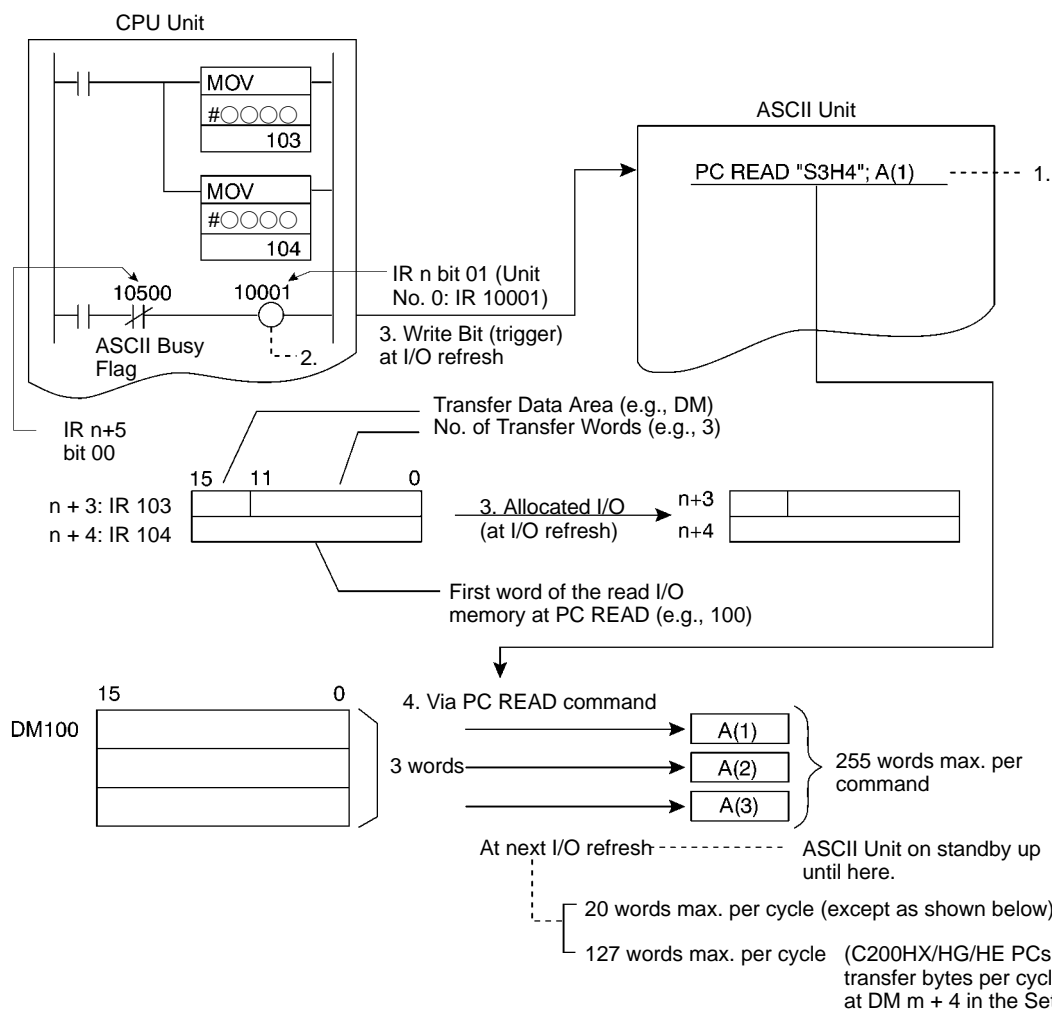 CPU Unit
MOV
#○○○○
103
MOV
#○○○○
104
10500
10001
ASCII Busy
Flag
2.
IR n+5
bit 00
IR n bit 01 (Unit
No. 0: IR 10001)
3. Write Bit (trigger)
at I/O refresh
ASCII Unit
PC READ "S3H4"; A(1)
1.
Transfer Data Area (e.g., DM)
No. of Transfer Words (e.g., 3)
15 11 0
n + 3: IR 103
n + 4: IR 104
3. Allocated I/O
(at I/O refresh)
n+3
n+4
First word of the read I/O
memory at PC READ (e.g., 100)
15 0
DM100
3 words
4. Via PC READ command
A(1)
A(2)
A(3)
255 words max. per
command
At next I/O refresh
ASCII Unit on standby up
until here.
20 words max. per cycle (except as shown below)
127 words max. per cycle (C200HX/HG/HE PCs
transfer bytes per
at DM m + 4 in the